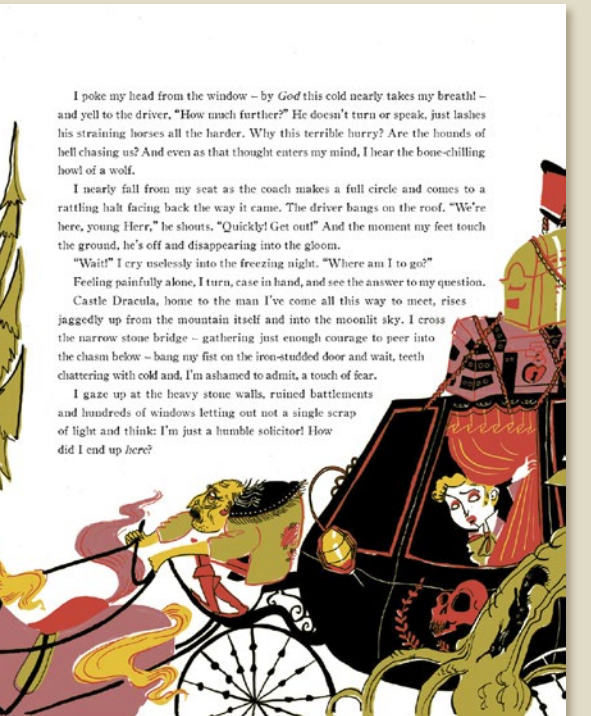 I poke my head from the window – by God this cold nearly takes my breath! –
and yell to the driver, “How much further?” He doesn’t turn or speak, just lashes
his straining horses all the harder. Why this terrible hurry? Are the hounds of
hell chasing us? And even as that thought enters my mind, I hear the bone-chilling
howl of a wolf.
I nearly fall from my seat as the coach makes a full circle and comes to a
rattling halt facing back the way it came. The driver bangs on the roof. “We’re
here, young Herr,” he shouts. “Quickly! Get out!” And the moment my feet touch
the ground, he’s off and disappearing into the gloom.
“Wait!” I cry uselessly into the freezing night. “Where am I to go?”
Feeling painfully alone, I turn, case in hand, and see the answer to my question.
Castle Dracula, home to the man I’ve come all this way to meet, rises
jaggedly up from the mountain itself and into the moonlit sky. I cross
the narrow stone bridge – gathering just enough courage to peer into
the chasm below – bang my fist on the iron-studded door and wait, teeth
chattering with cold and, I’m ashamed to admit, a touch of fear.
I gaze up at the heavy stone walls, ruined battlements
and hundreds of windows letting out not a single scrap
of light and think: I’m just a humble solicitor! How
did I end up here?